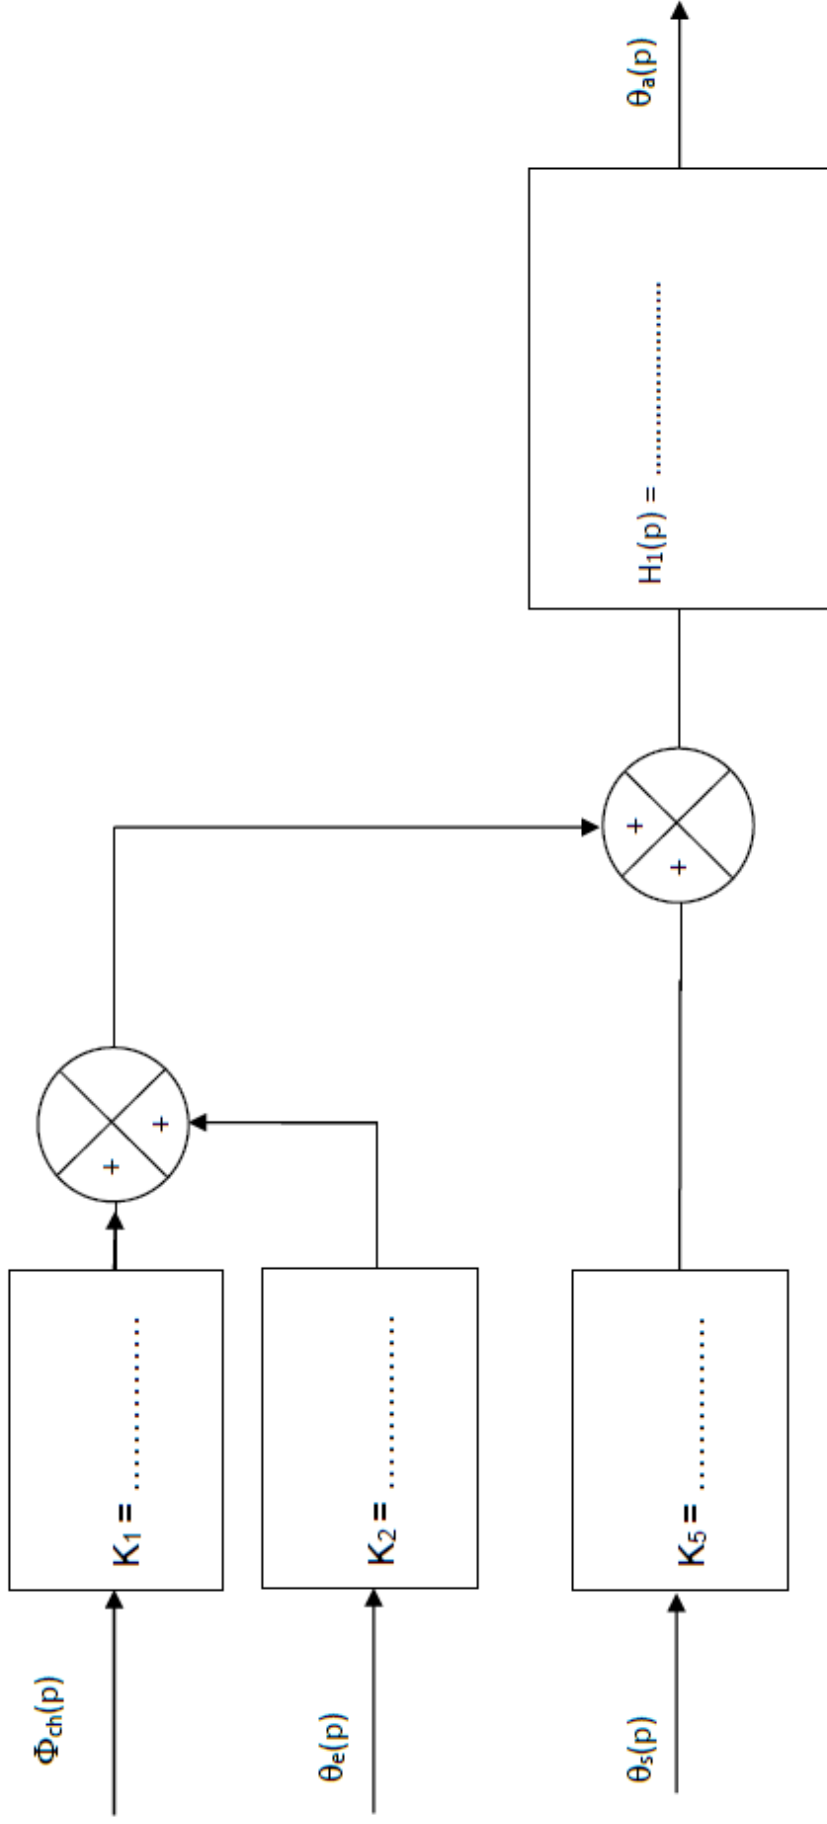 Φch(p)
K1 = ................
+
+
θe(p)
K2 = ................
θs(p)
K5 = ................
+
+
H1(p) = ........................
θa(p)